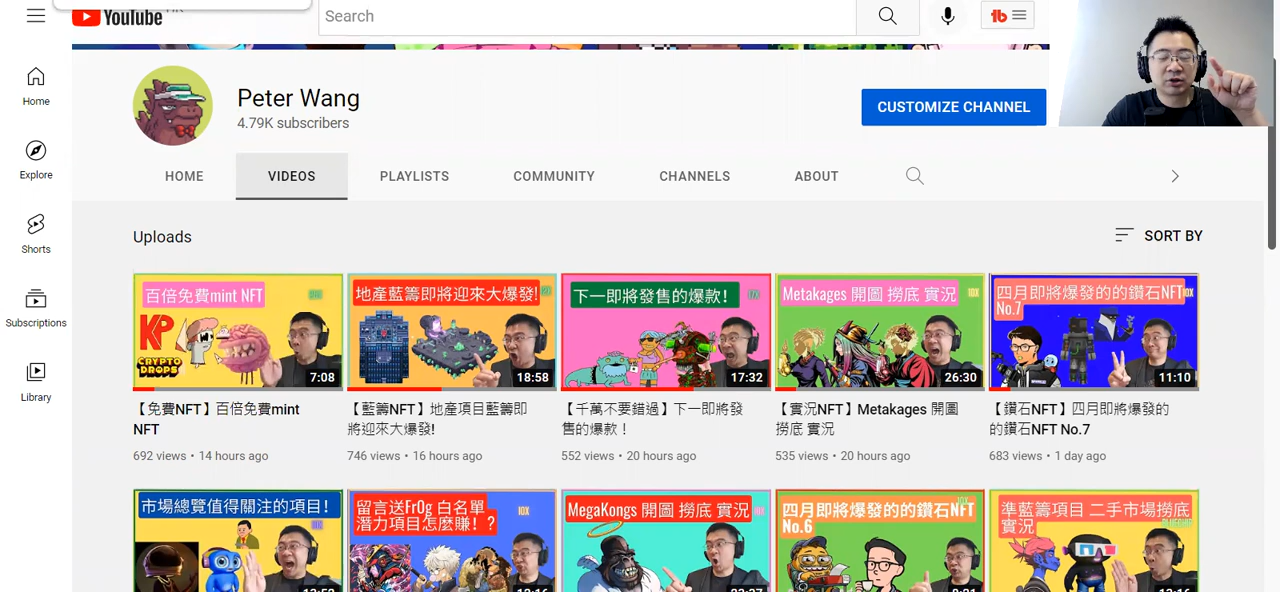 YouTube
Search
Home
Peter Wang
4.79K subscribers
CUSTOMIZE CHANNEL
Explore
HOME
VIDEOS
PLAYLISTS
COMMUNITY
CHANNELS
ABOUT
Shorts
Uploads
SORT BY
Subscriptions
Library
百倍免費mint NFT
KP
CRYPTO
DROPS
7:08
地產藍籌即將迎來大爆發!
18:58
下一即將發售的爆款!
17:32
Metakages 開圖 撈底 實況
10X
26:30
四月即將爆發的的鑽石NFT
No.7
11:10
【免費NFT】百倍免費mint
NFT
692 views • 14 hours ago
【藍籌NFT】地產項目藍籌即
將迎來大爆發!
746 views • 16 hours ago
【千萬不要錯過】下一即將發
售的爆款！
552 views • 20 hours ago
【實況NFT】Metakages 開圖
撈底 實況
535 views • 20 hours ago
【鑽石NFT】四月即將爆發的
的鑽石NFT No.7
683 views • 1 day ago
市場總覽值得關注的項目!
留言送Fr0g 白名單
潛力項目怎麼賺! ?
10X
MegaKongs 開圖 撈底 實況
四月即將爆發的的鑽石NFT
No.6
準藍籌項目 二手市場撈底
實況